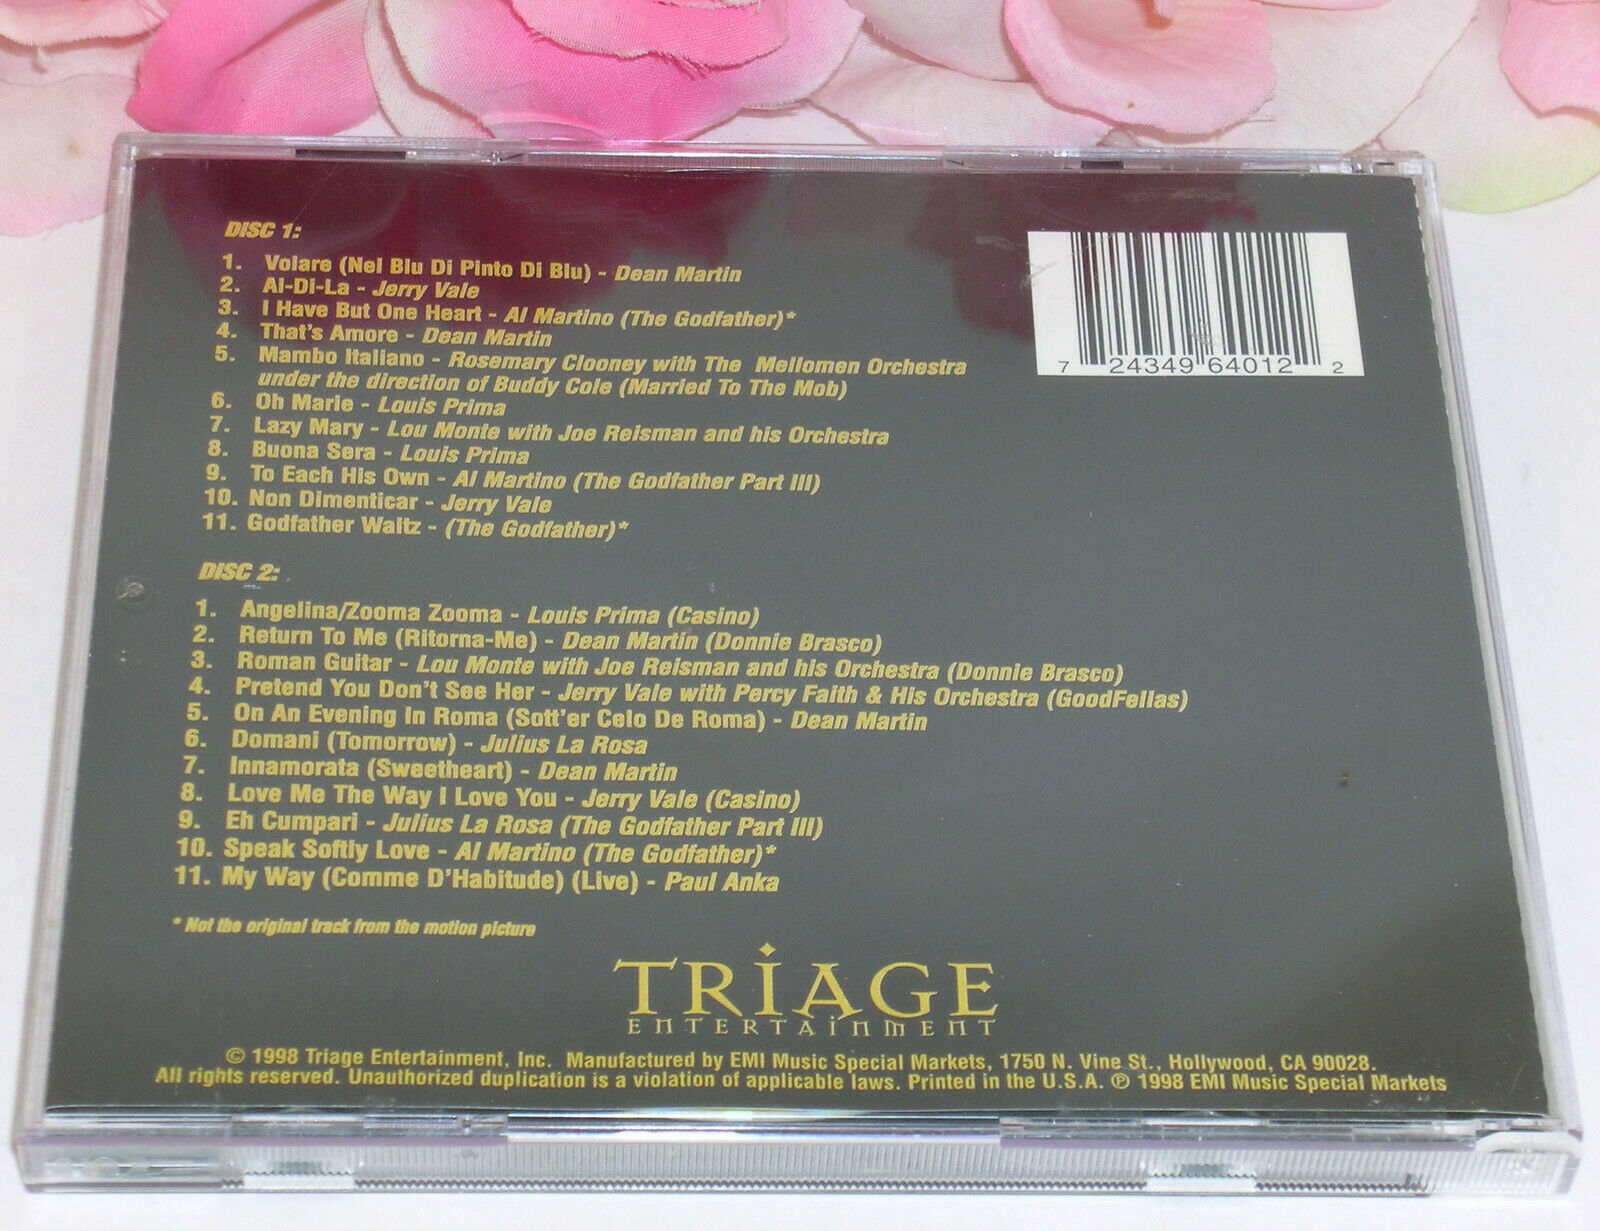 DISC 1:
1. Volare (Nel Blu Di Pinto Di Blu) - Dean Martin
2. Al-Di-La - Jerry Vale
3. I Have But One Heart - Al Martino (The Godfather)*
4. That's Amore - Dean Martin
5. Mambo Italiano - Rosemary Clooney with The Mellomen Orchestra
under the direction of Buddy Cole (Married To The Mob)
6. Oh Marie - Louis Prima
7. Lazy Mary - Lou Monte with Joe Reisman and his Orchestra
8. Buona Sera - Louis Prima
9. To Each His Own - Al Martino (The Godfather Part III)
10. Non Dimenticar - Jerry Vale
11. Godfather Waltz - (The Godfather)*
7 24349 64012 2
DISC 2:
1. Angelina/Zooma Zooma - Louis Prima (Casino)
2. Return To Me (Ritorna-Me) - Dean Martin (Donnie Brasco)
3. Roman Guitar - Lou Monte with Joe Reisman and his Orchestra (Donnie Brasco)
4. Pretend You Don't See Her - Jerry Vale with Percy Faith & His Orchestra (GoodFellas)
5. On An Evening In Roma (Sott'er Celo De Roma) - Dean Martin
6. Domani (Tomorrow) - Julius La Rosa
7. Innamorata (Sweetheart) - Dean Martin
8. Love Me The Way I Love You - Jerry Vale (Casino)
9. Eh Cumpari - Julius La Rosa (The Godfather Part III)
10. Speak Softly Love - Al Martino (The Godfather)*
11. My Way (Comme D'Habitude) (Live) - Paul Anka
* Not the original track from the motion picture
TRIAGE
ENTERTAINMENT
© 1998 Triage Entertainment, Inc. Manufactured by EMI Music Special Markets, 1750 N. Vine St., Hollywood, CA 90028.
All rights reserved. Unauthorized duplication is a violation of applicable laws. Printed in the U.S.A. ℗ 1998 EMI Music Special Markets